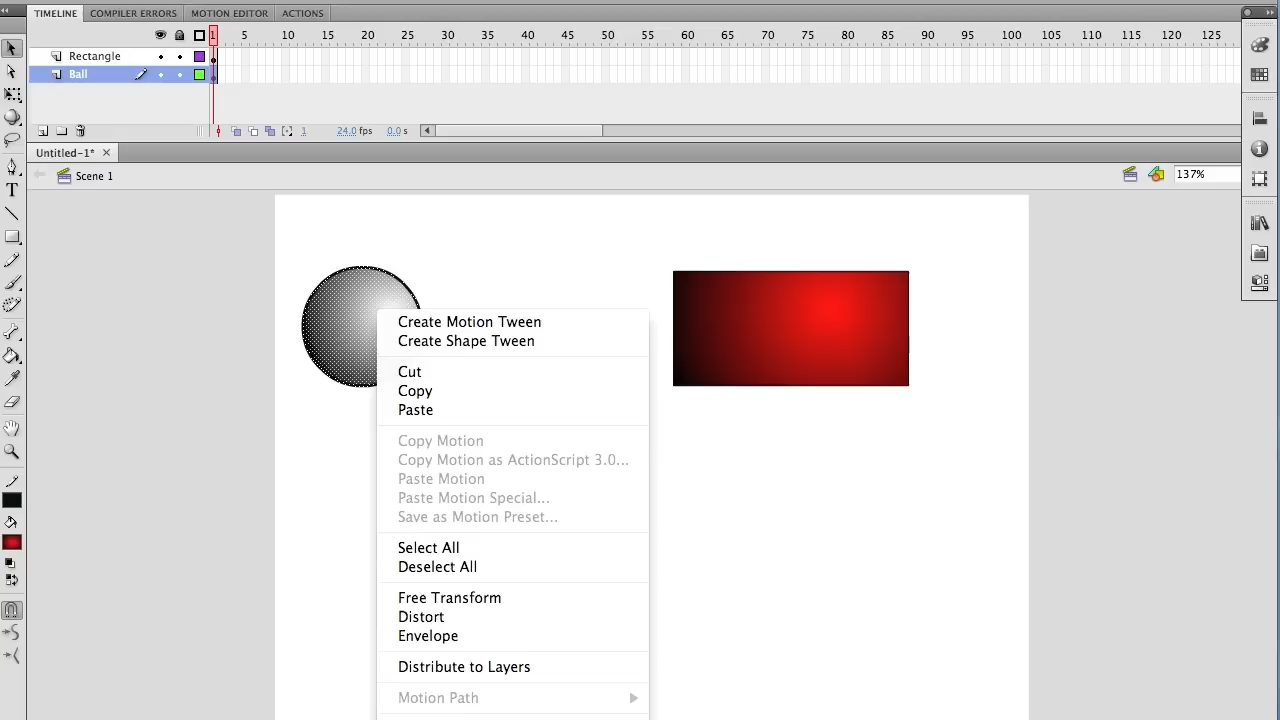 TIMELINE COMPILER ERRORS MOTION EDITOR ACTIONS
1 5 10 15 20 25 30 35 40 45 50 55 60 65 70 75 80 85 90 95 100 105 110 115 120 125
Rectangle
Ball
1 24.0 fps 0.0 s
Untitled-1*
Scene 1
137%
T
Create Motion Tween
Create Shape Tween
Cut
Copy
Paste
Copy Motion
Copy Motion as ActionScript 3.0...
Paste Motion
Paste Motion Special...
Save as Motion Preset...
Select All
Deselect All
Free Transform
Distort
Envelope
Distribute to Layers
Motion Path